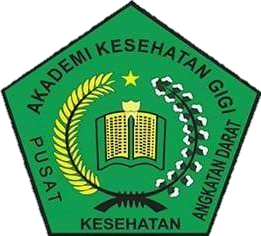 AKADEMI KESEHATAN GIGI
PUSAT
KESEHATAN
ANGKATAN DARAT